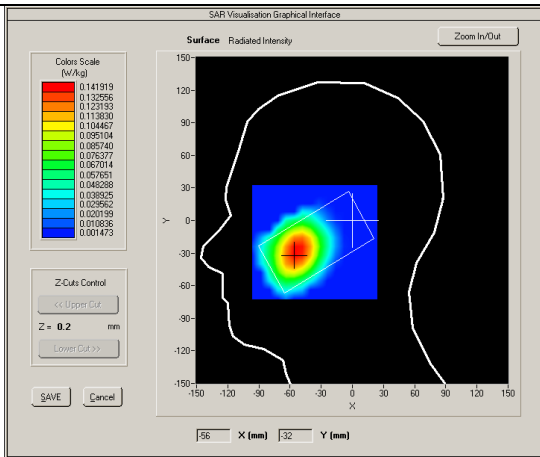 SAR Visualisation Graphical Interface
Surface Radiated Intensity
Zoom In/Out
Colors Scale
(W/kg)
0.141919
0.132556
0.123193
0.113830
0.104467
0.095104
0.085740
0.076377
0.067014
0.057651
0.048288
0.038925
0.029562
0.020199
0.010836
0.001473
Z-Cuts Control
<< Upper Cut
Z = 0.2 mm
Lower Cut >>
SAVE Cancel
150
120
90
60
30
0
-30
-60
-90
-120
-150
Y
-150 -120 -90 -60 -30 0 30 60 90 120 150
X
-56 X (mm) -32 Y (mm)